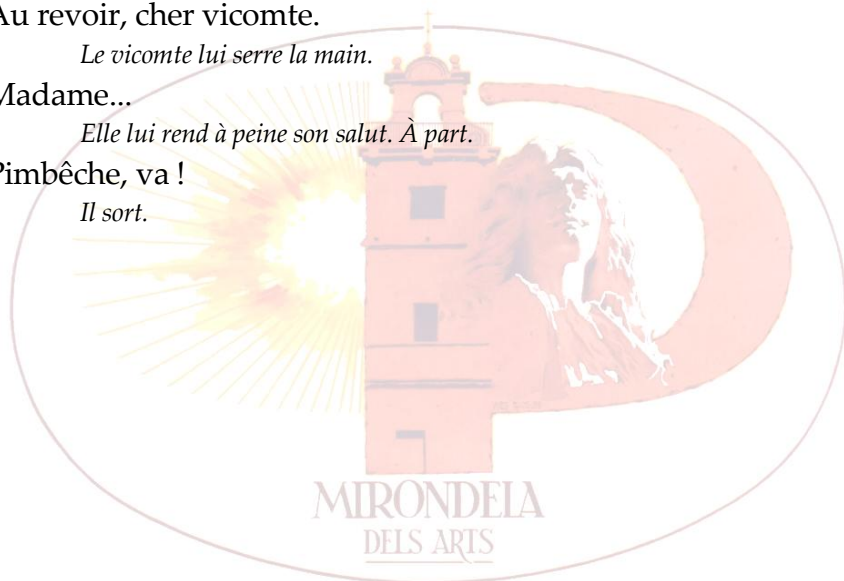 Au revoir, cher vicomte.
Le vicomte lui serre la main.
Madame...
Elle lui rend à peine son salut. À part.
Pimbêche, va !
Il sort.
MIRONDELA
DELS ARTS